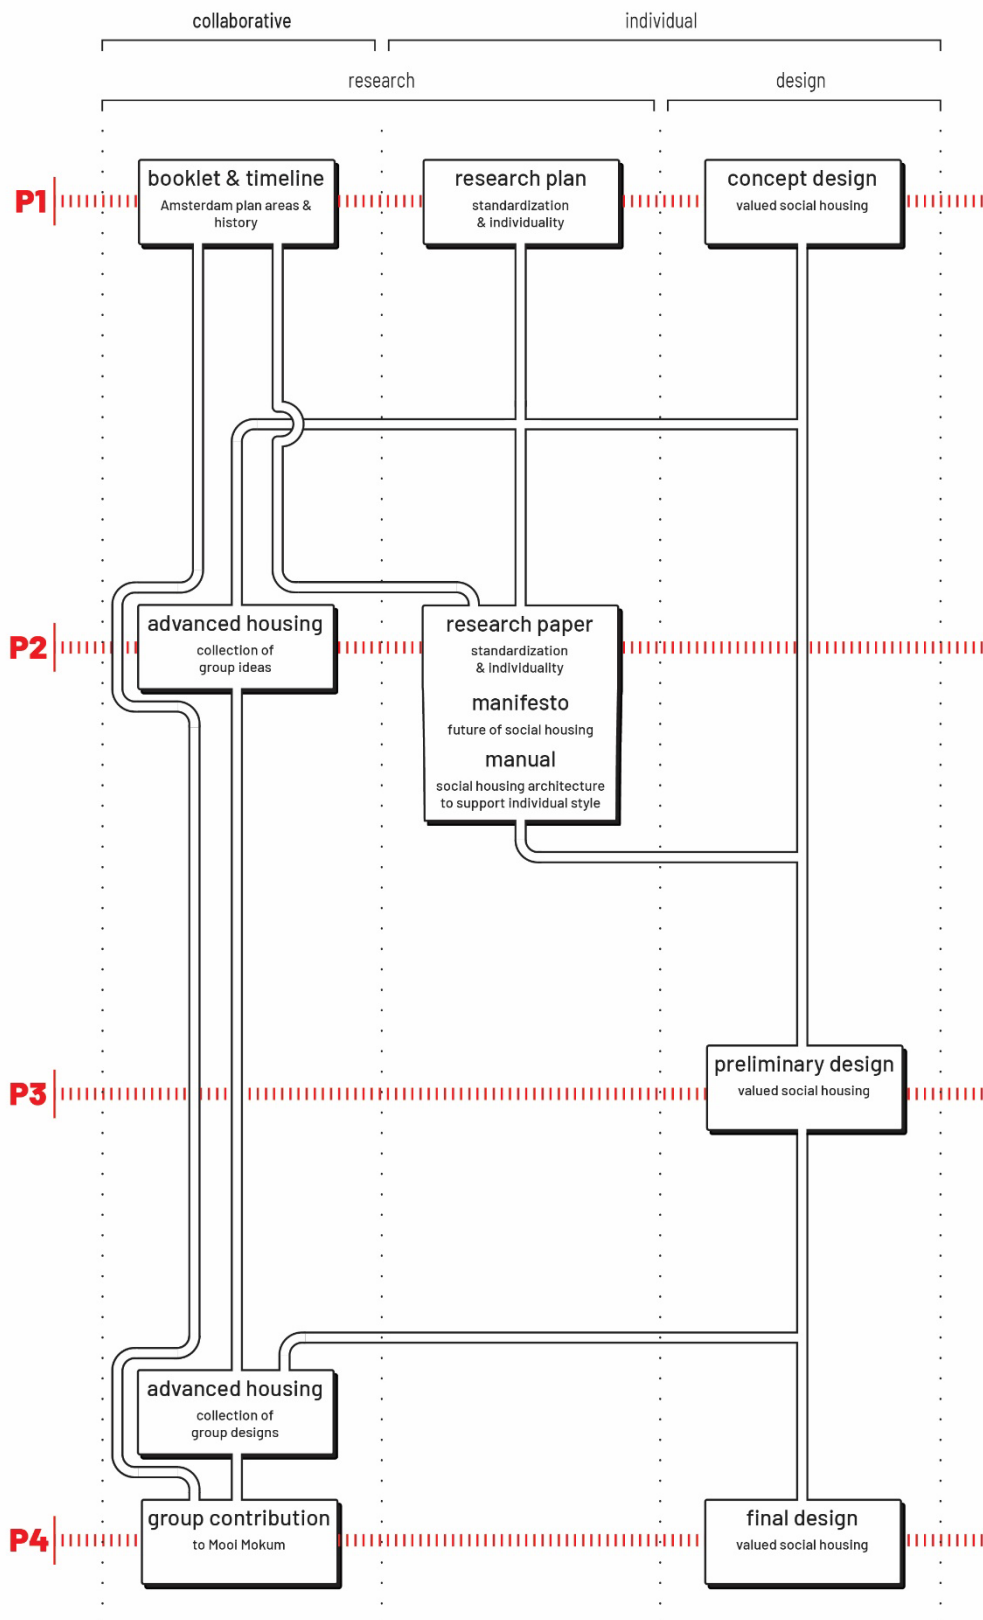 collaborative
individual
research
design
P1
booklet & timeline
Amsterdam plan areas &
history
research plan
standardization
& individuality
concept design
valued social housing
P2
advanced housing
collection of
group ideas
research paper
standardization
& individuality
manifesto
future of social housing
manual
social housing architecture
to support individual style
P3
preliminary design
valued social housing
advanced housing
collection of
group designs
P4
group contribution
to Mooi Mokum
final design
valued social housing